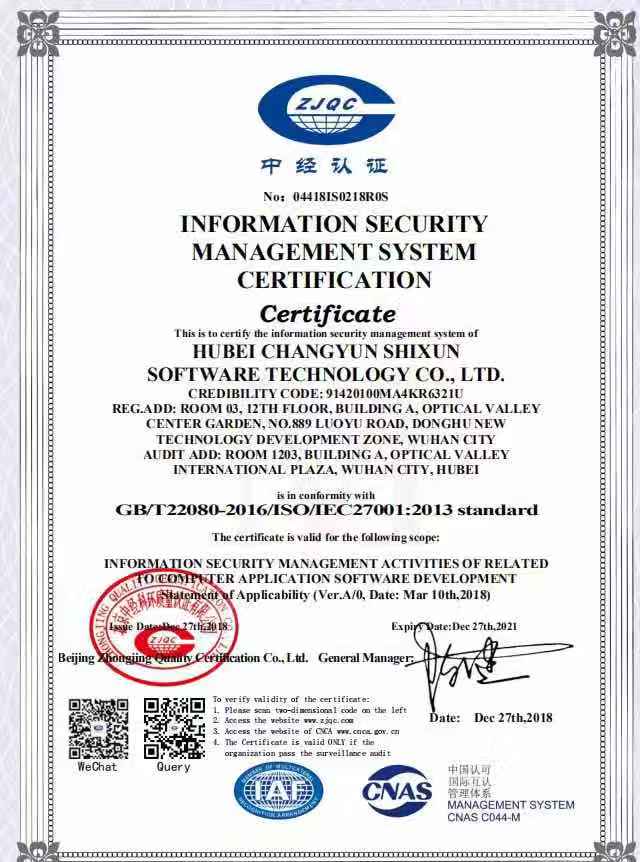 ZJQC
中经认证
No：04418IS0218R0S
INFORMATION SECURITY
MANAGEMENT SYSTEM
CERTIFICATION
Certificate
This is to certify the information security management system of
HUBEI CHANGYUN SHIXUN
SOFTWARE TECHNOLOGY CO., LTD.
CREDIBILITY CODE: 91420100MA4KR6321U
REG.ADD: ROOM 03, 12TH FLOOR, BUILDING A, OPTICAL VALLEY
CENTER GARDEN, NO.889 LUOYU ROAD, DONGHU NEW
TECHNOLOGY DEVELOPMENT ZONE, WUHAN CITY
AUDIT ADD: ROOM 1203, BUILDING A, OPTICAL VALLEY
INTERNATIONAL PLAZA, WUHAN CITY, HUBEI
is in conformity with
GB/T22080-2016/ISO/IEC27001:2013 standard
The certificate is valid for the following scope:
INFORMATION SECURITY MANAGEMENT ACTIVITIES OF RELATED
TO COMPUTER APPLICATION SOFTWARE DEVELOPMENT
Statement of Applicability (Ver.A/0, Date: Mar 10th,2018)
Issue Date:Dec 27th,2018
Expiry Date:Dec 27th,2021
ZJQC
Beijing Zhongjing Quality Certification Co., Ltd. General Manager:
To verify validity of the certificate:
1. Please scan two-dimensional code on the left
2. Access the website www.zjqc.com
3. Access the website of CNCA www.cnca.gov.cn
4. The Certificate is valid ONLY if the
organization pass the surveillance audit
Date: Dec 27th,2018
WeChat
Query
IAF
CNAS
中国认可
国际互认
管理体系
MANAGEMENT SYSTEM
CNAS C044-M